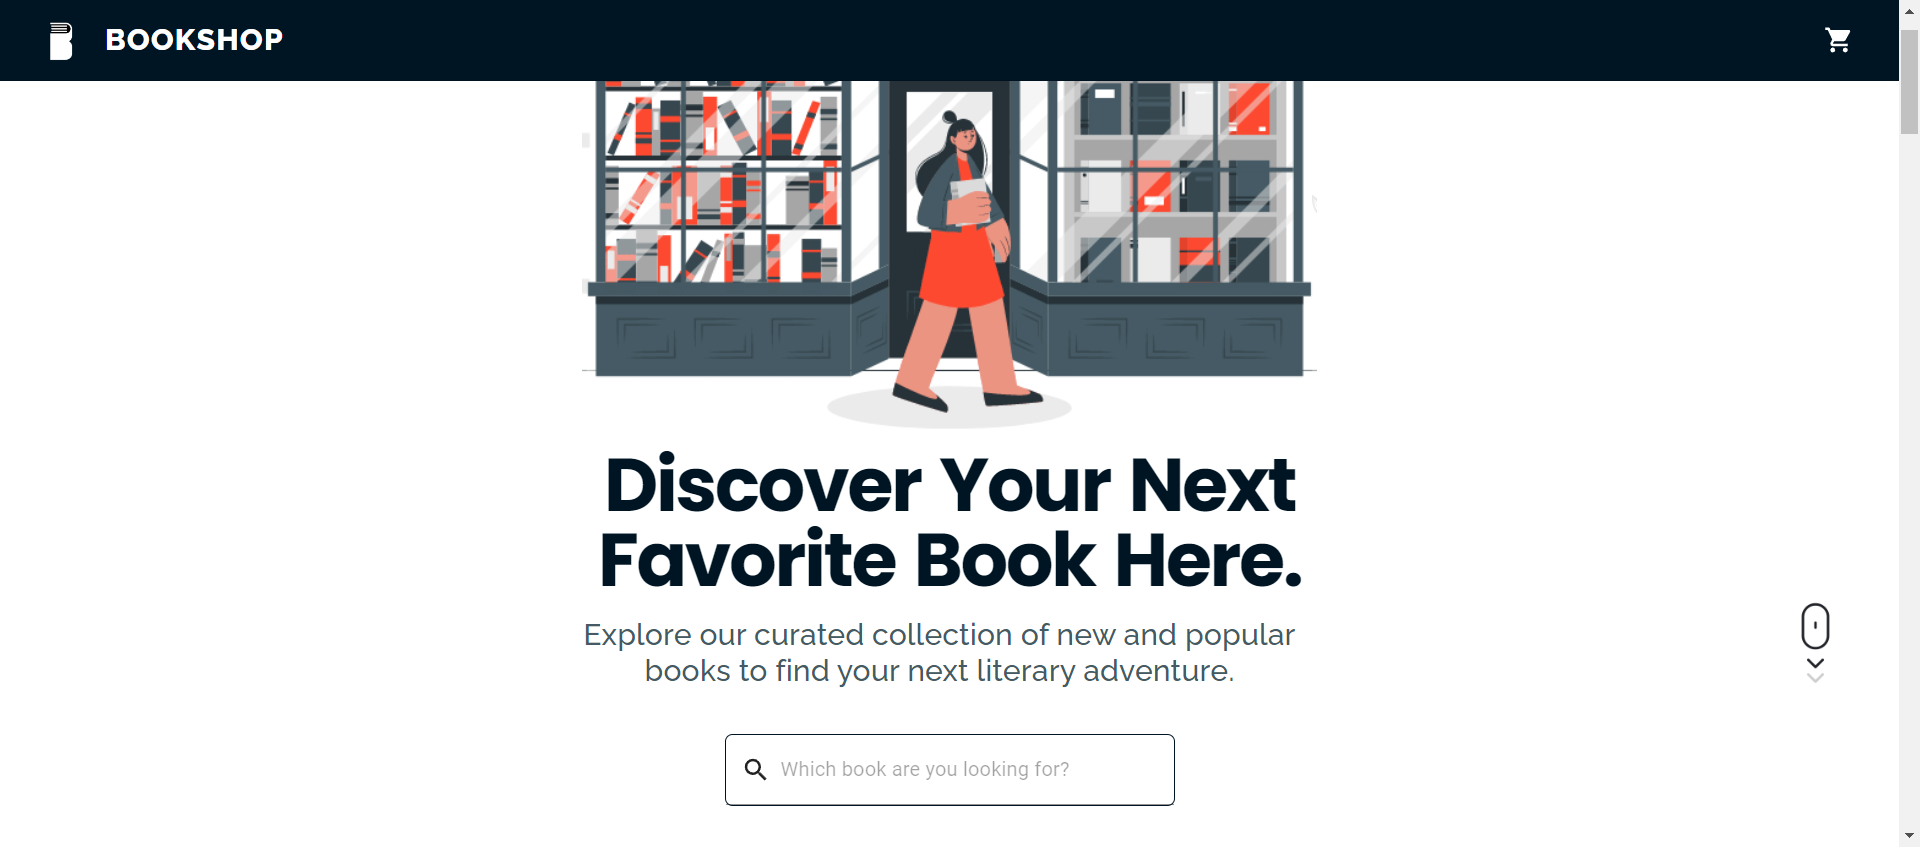 BOOKSHOP
Discover Your Next
Favorite Book Here.
Explore our curated collection of new and popular
books to find your next literary adventure.
Which book are you looking for?